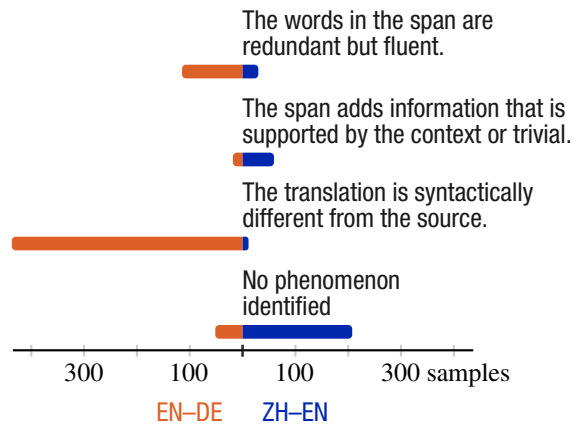 The words in the span are
redundant but fluent.
The span adds information that is
supported by the context or trivial.
The translation is syntactically
different from the source.
No phenomenon
identified
300 100 100 300 samples
EN–DE ZH–EN